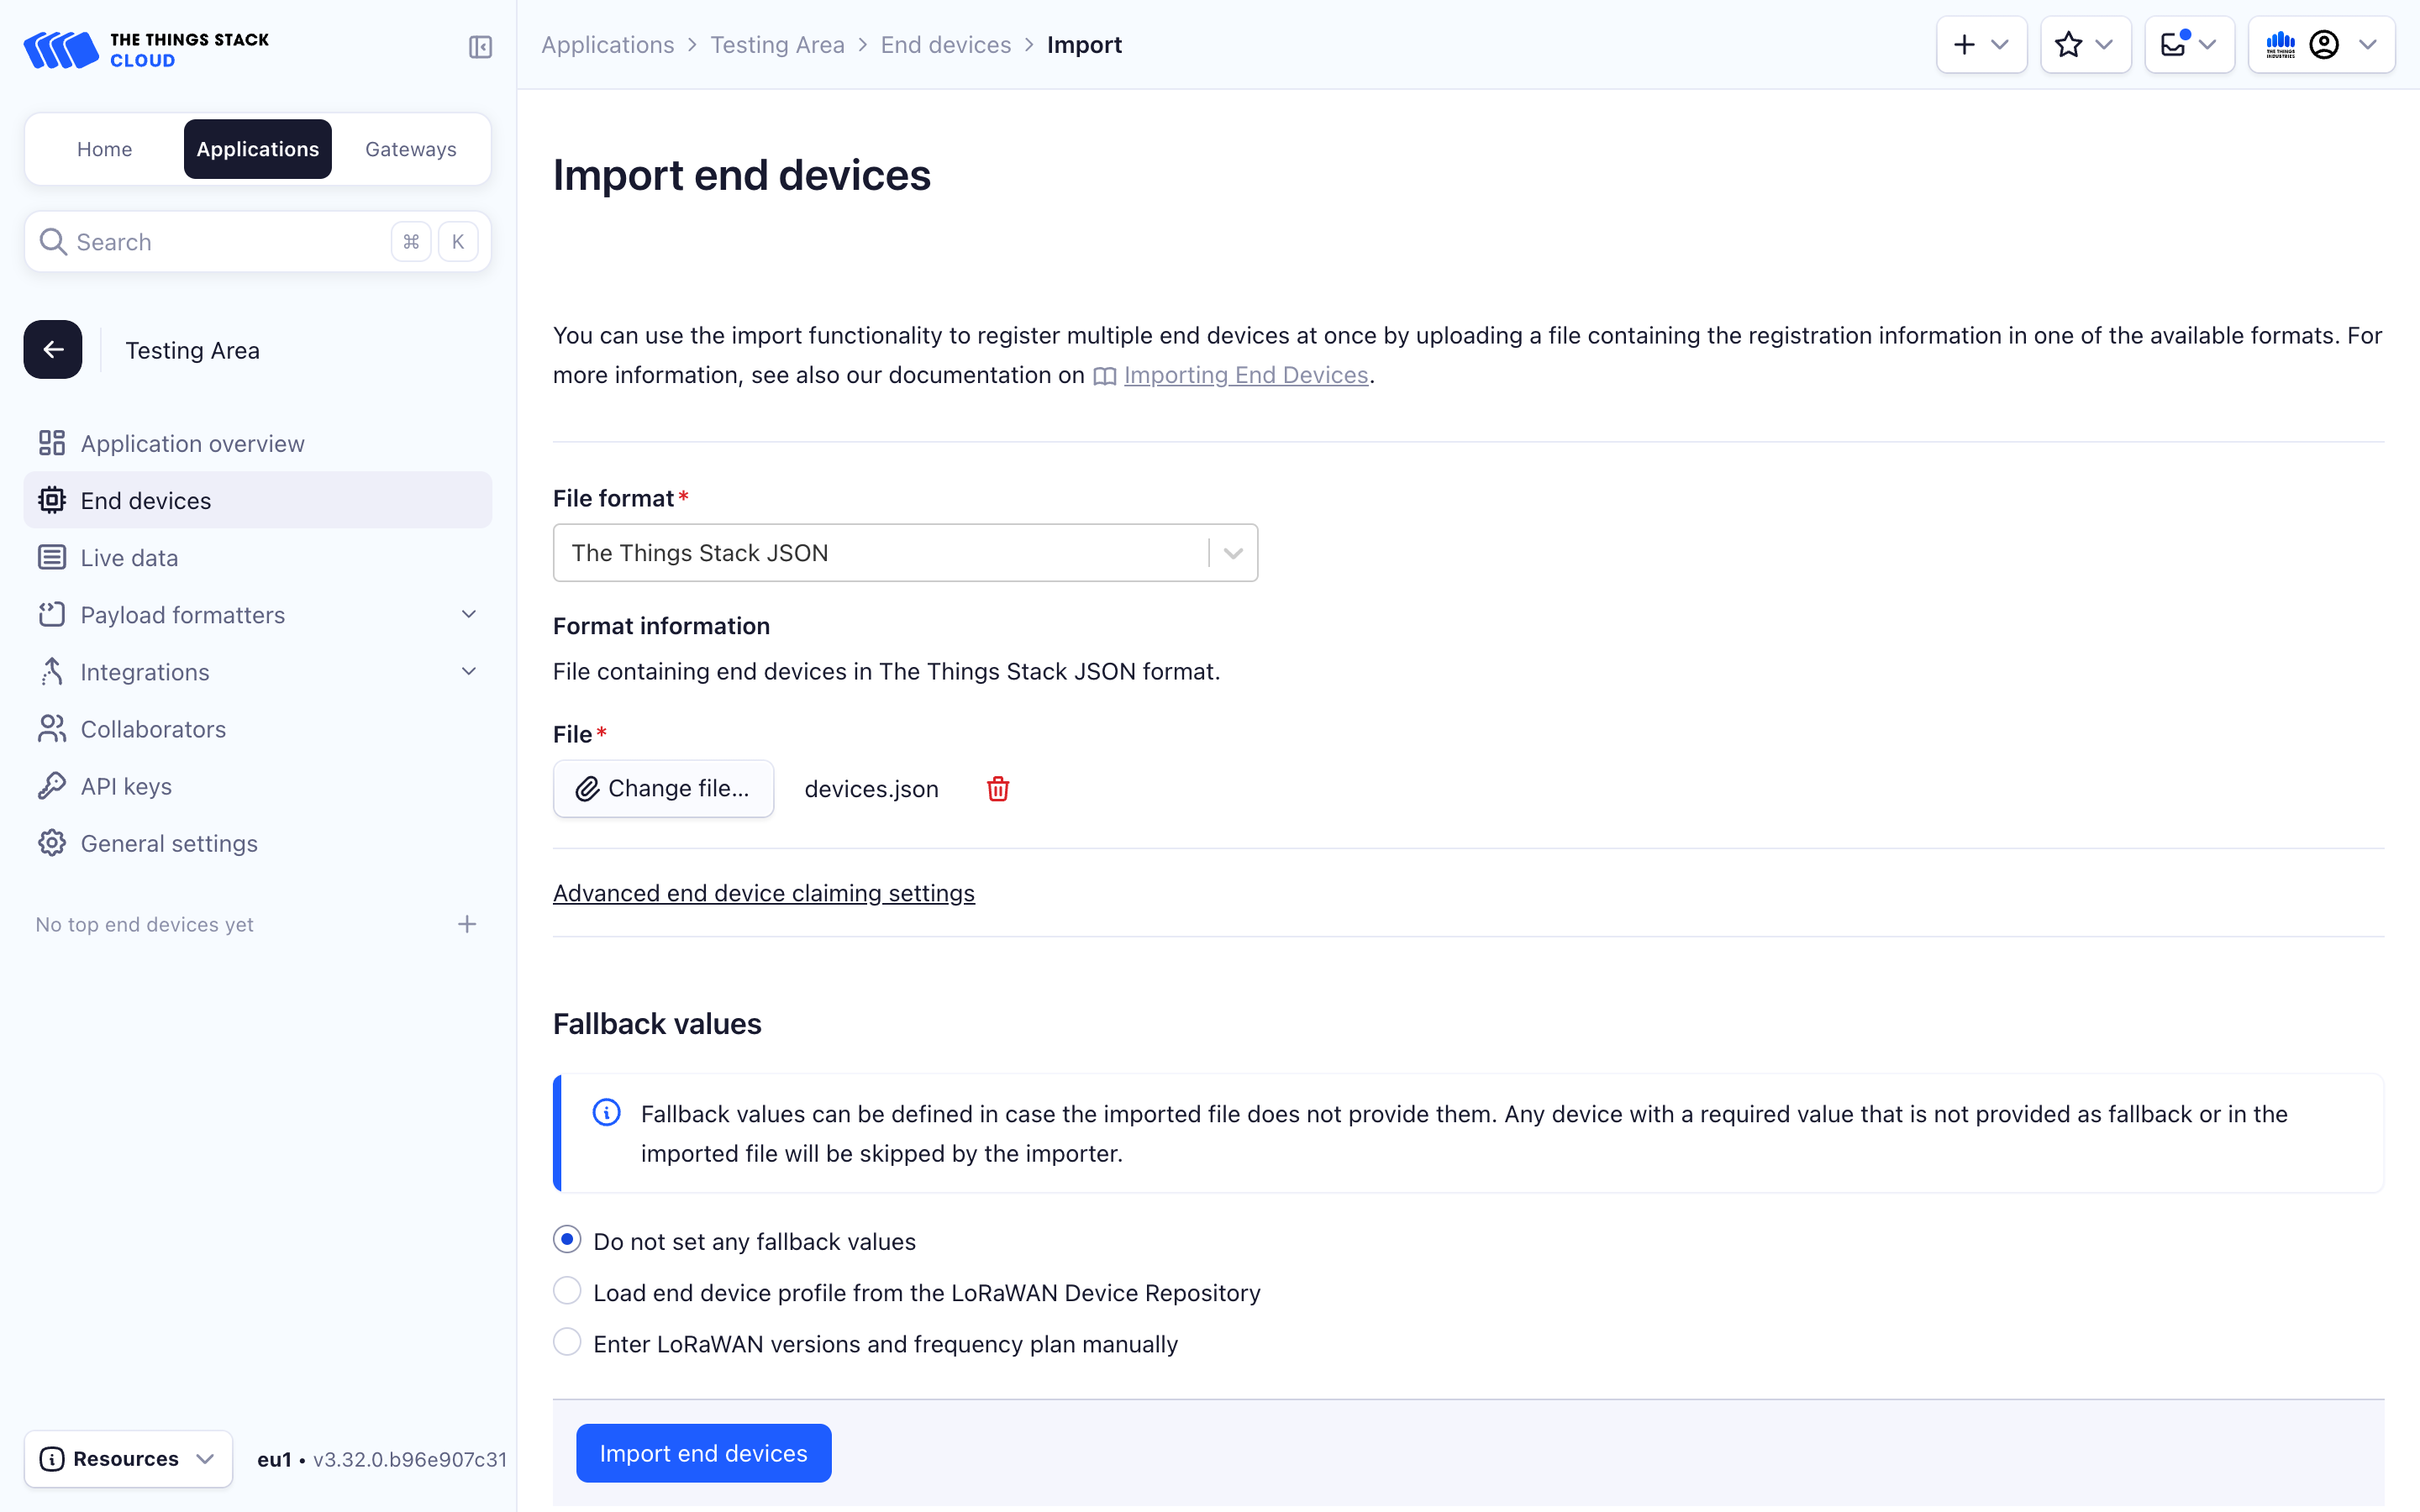 THE THINGS STACK
CLOUD
Applications > Testing Area > End devices > Import
THE THINGS INDUSTRIES
Home
Applications
Gateways
Search
⌘
K
Testing Area
Application overview
End devices
Live data
Payload formatters
Integrations
Collaborators
API keys
General settings
No top end devices yet
Resources
eu1 • v3.32.0.b96e907c31
Import end devices
You can use the import functionality to register multiple end devices at once by uploading a file containing the registration information in one of the available formats. For
more information, see also our documentation on Importing End Devices.
File format*
The Things Stack JSON
Format information
File containing end devices in The Things Stack JSON format.
File*
Change file...
devices.json
Advanced end device claiming settings
Fallback values
Fallback values can be defined in case the imported file does not provide them. Any device with a required value that is not provided as fallback or in the
imported file will be skipped by the importer.
Do not set any fallback values
Load end device profile from the LoRaWAN Device Repository
Enter LoRaWAN versions and frequency plan manually
Import end devices